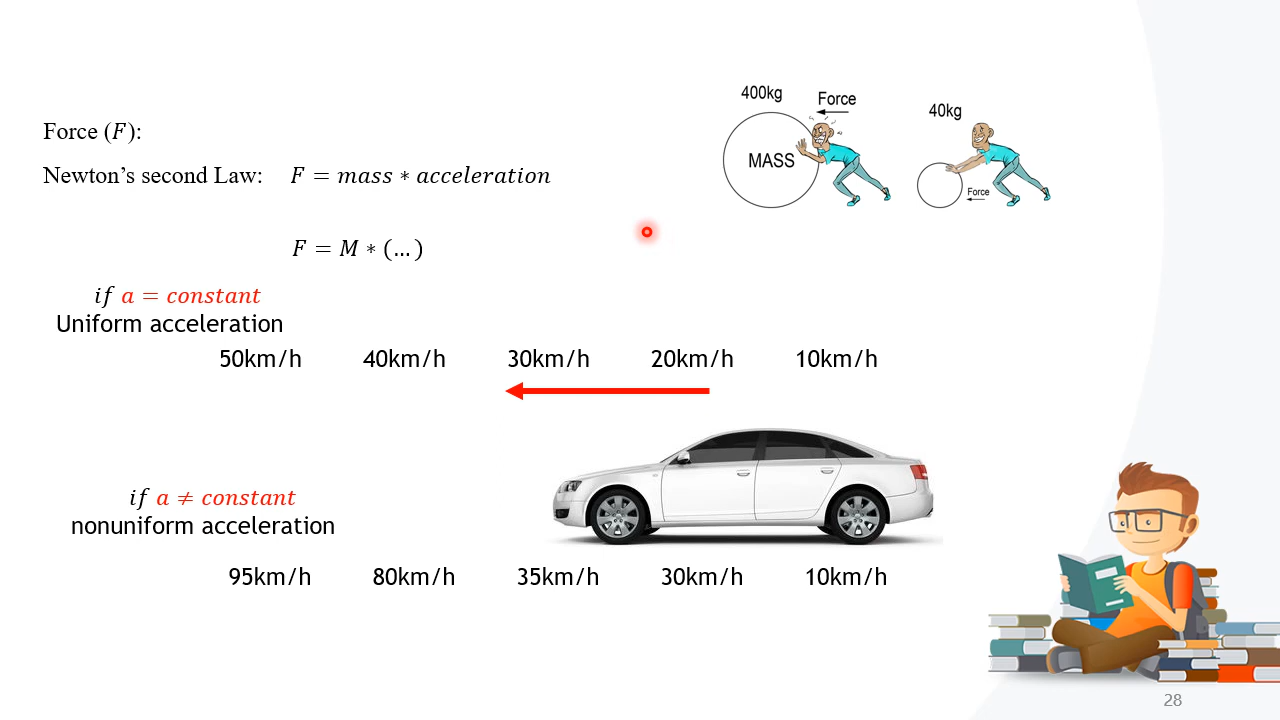 400kg
Force
40kg
Force (𝐹):
MASS
Newton's second Law: 𝐹 = 𝑚𝑎𝑠𝑠 ∗ 𝑎𝑐𝑐𝑒𝑙𝑒𝑟𝑎𝑡𝑖𝑜𝑛
Force
𝐹 = 𝑀 ∗ (…)
𝑖𝑓 𝑎 = 𝑐𝑜𝑛𝑠𝑡𝑎𝑛𝑡
Uniform acceleration
50km/h 40km/h 30km/h 20km/h 10km/h
𝑖𝑓 𝑎 ≠ 𝑐𝑜𝑛𝑠𝑡𝑎𝑛𝑡
nonuniform acceleration
95km/h 80km/h 35km/h 30km/h 10km/h
28